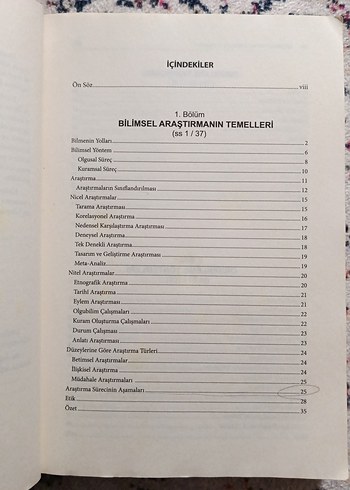 İÇİNDEKİLER
Ön Söz viii
1. Bölüm
BİLİMSEL ARAŞTIRMANIN TEMELLERİ
(ss 1 / 37)
Bilmenin Yolları 2
Bilimsel Yöntem 6
Olgusal Süreç 8
Kuramsal Süreç 10
Araştırma 11
Araştırmaların Sınıflandırılması 12
Nicel Araştırmalar 15
Tarama Araştırması 15
Korelasyonel Araştırma 16
Nedensel Karşılaştırma Araştırması 17
Deneysel Araştırma 18
Tek Denekli Araştırma 18
Tasarım ve Geliştirme Araştırması 19
Meta-Analiz 19
Nitel Araştırmalar 20
Etnografik Araştırma 20
Tarihî Araştırma 21
Eylem Araştırması 21
Olgubilim Çalışmaları 22
Kuram Oluşturma Çalışmaları 22
Durum Çalışması 23
Anlatı Araştırması 23
Düzeylerine Göre Araştırma Türleri 24
Betimsel Araştırmalar 24
İlişkisel Araştırma 24
Müdahale Araştırmaları 25
Araştırma Sürecinin Aşamaları 25
Etik 28
Özet 35